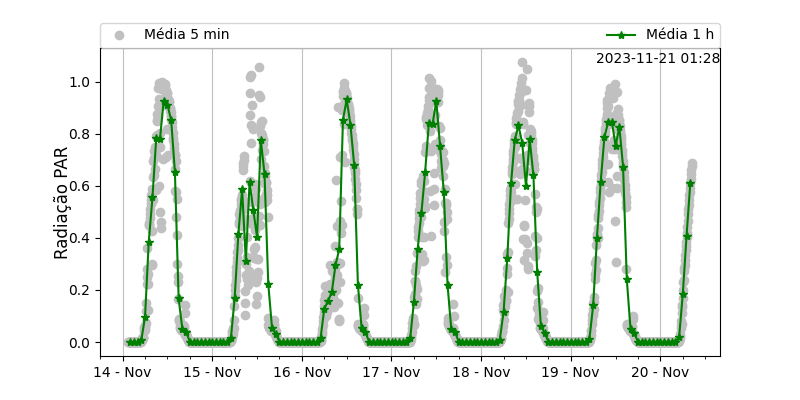 Média 5 min
Média 1 h
2023-11-21 01:28
Radiação PAR
1.0
0.8
0.6
0.4
0.2
0.0
14 - Nov
15 - Nov
16 - Nov
17 - Nov
18 - Nov
19 - Nov
20 - Nov